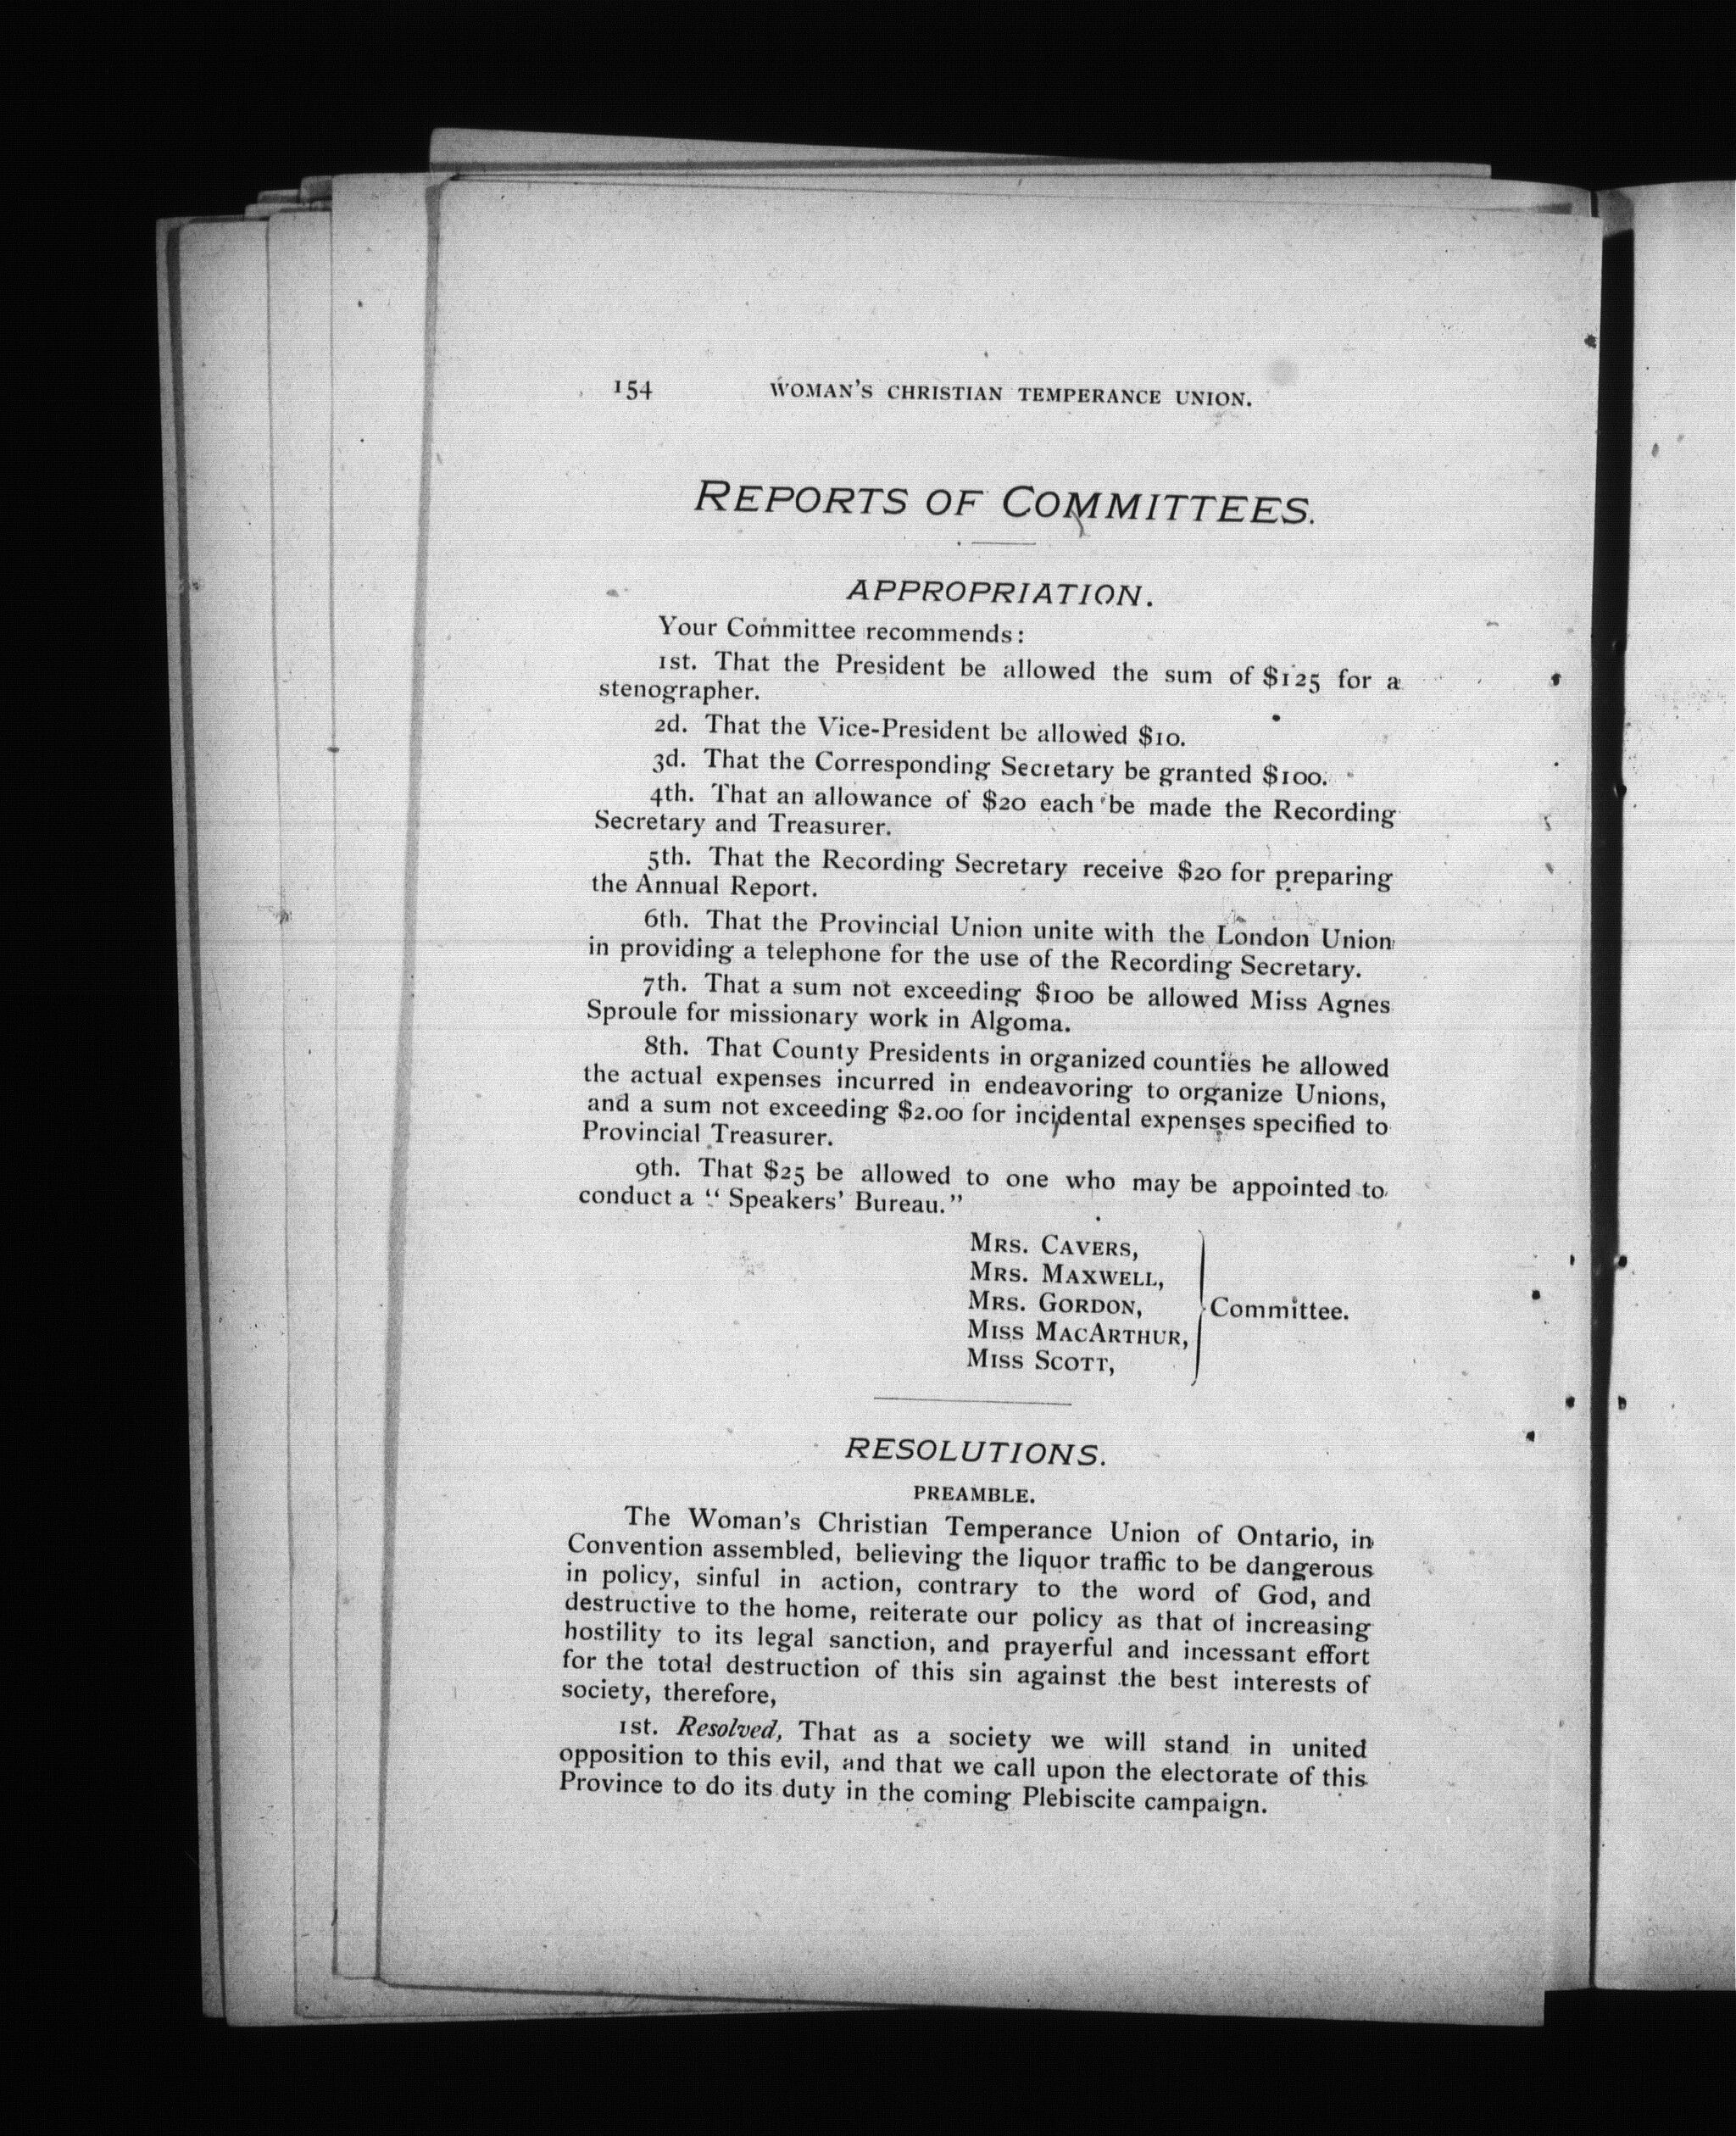 154 WOMAN'S CHRISTIAN TEMPERANCE UNION.
REPORTS OF COMMITTEES.
APPROPRIATION.
Your Committee recommends:
1st. That the President be allowed the sum of $125 for a
stenographer.
2d. That the Vice-President be allowed $10.
3d. That the Corresponding Secretary be granted $100.
4th. That an allowance of $20 each be made the Recording
Secretary and Treasurer.
5th. That the Recording Secretary receive $20 for preparing
the Annual Report.
6th. That the Provincial Union unite with the London Union
in providing a telephone for the use of the Recording Secretary.
7th. That a sum not exceeding $100 be allowed Miss Agnes
Sproule for missionary work in Algoma.
8th. That County Presidents in organized counties be allowed
the actual expenses incurred in endeavoring to organize Unions,
and a sum not exceeding $2.00 for incidental expenses specified to
Provincial Treasurer.
9th. That $25 be allowed to one who may be appointed to
conduct a "Speakers' Bureau."
MRS. CAVERS,
MRS. MAXWELL,
MRS. GORDON, Committee.
MISS MACARTHUR,
MISS SCOTT,
RESOLUTIONS.
PREAMBLE.
The Woman's Christian Temperance Union of Ontario, in
Convention assembled, believing the liquor traffic to be dangerous
in policy, sinful in action, contrary to the word of God, and
destructive to the home, reiterate our policy as that of increasing
hostility to its legal sanction, and prayerful and incessant effort
for the total destruction of this sin against the best interests of
society, therefore,
1st. Resolved, That as a society we will stand in united
opposition to this evil, and that we call upon the electorate of this
Province to do its duty in the coming Plebiscite campaign.